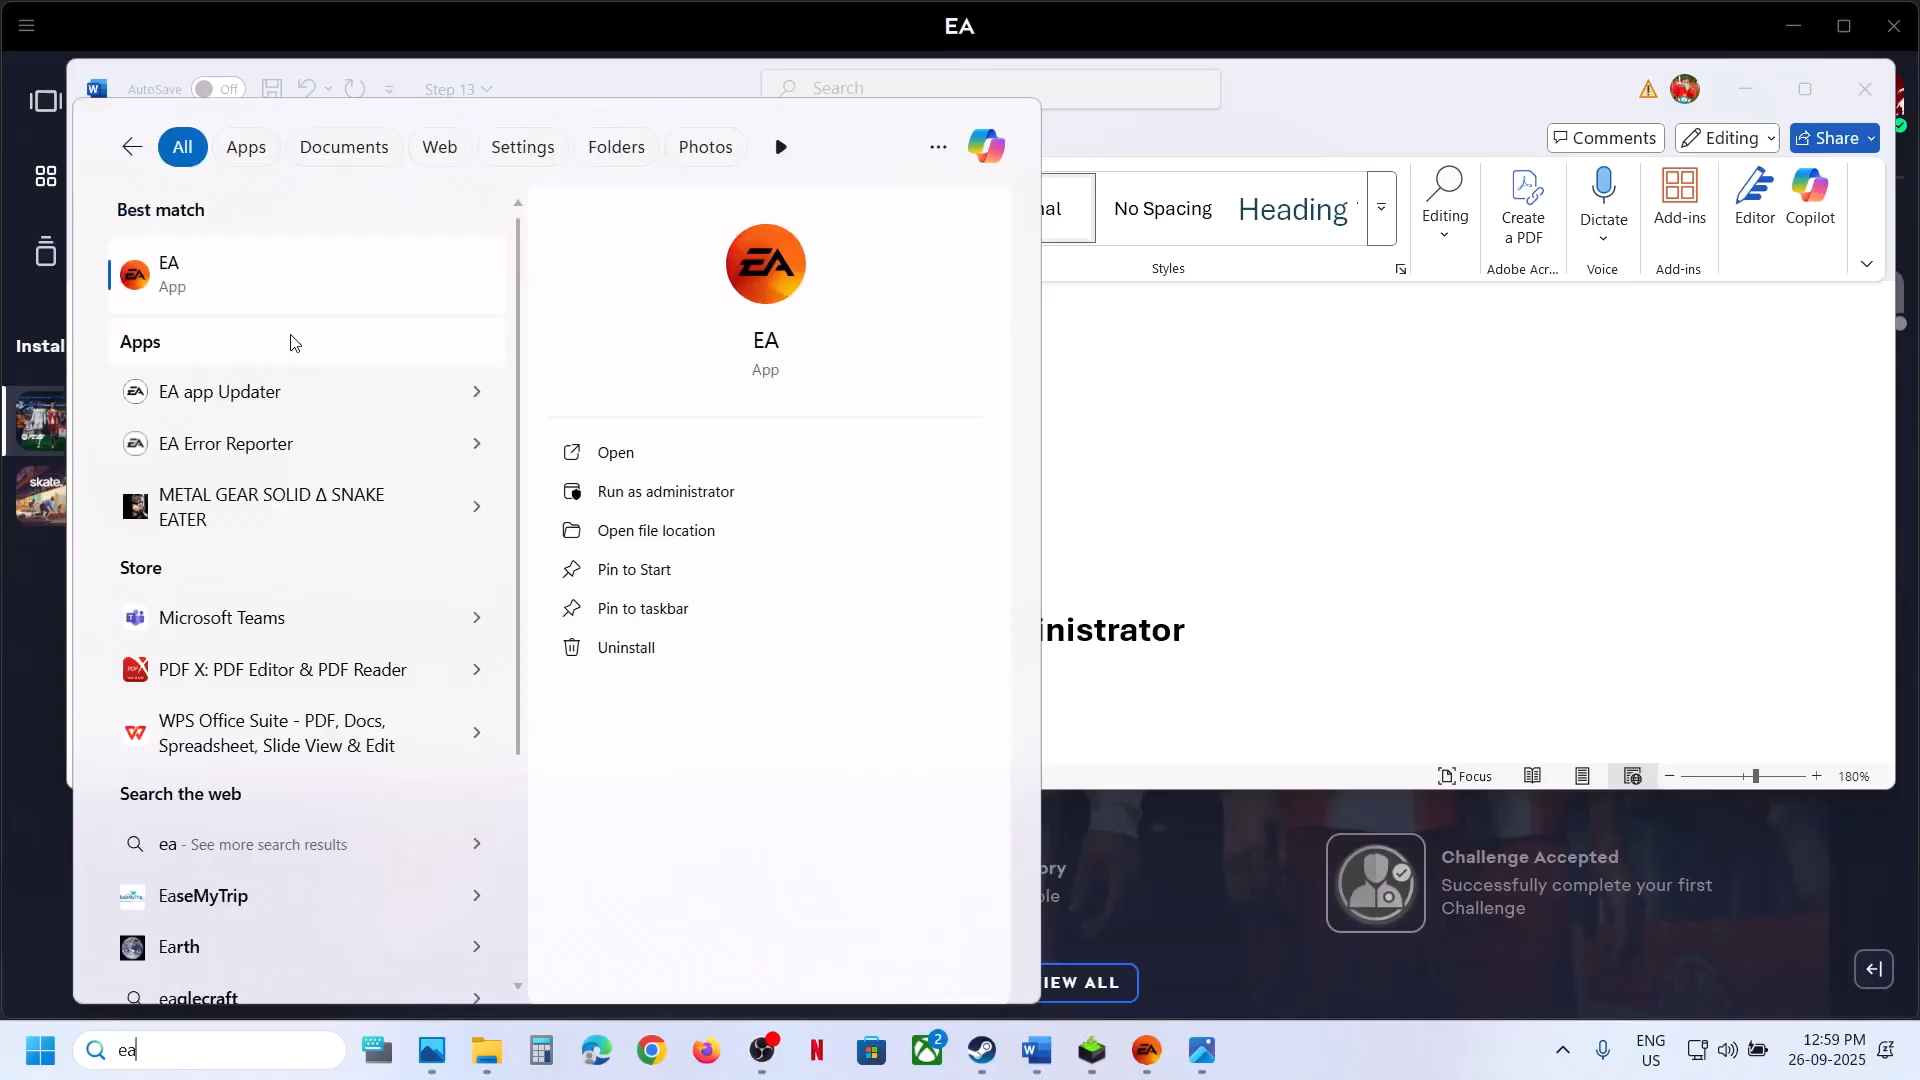 EA
AutoSave Off Step 13 Search
All Apps Documents Web Settings Folders Photos
Comments Editing Share
Best match
EA
App
Apps
EA app Updater
EA Error Reporter
METAL GEAR SOLID Δ SNAKE
EATER
Store
Microsoft Teams
PDF X: PDF Editor & PDF Reader
WPS Office Suite - PDF, Docs,
Spreadsheet, Slide View & Edit
Search the web
ea - See more search results
EaseMyTrip
Earth
eaglecraft
EA
App
Open
Run as administrator
Open file location
Pin to Start
Pin to taskbar
Uninstall
nal No Spacing Heading
Styles
Editing
Create
a PDF
Adobe Acr...
Dictate
Voice
Add-ins
Add-ins
Editor
Copilot
inistrator
Focus 180%
Instal
skate.
ory
ble
Challenge Accepted
Successfully complete your first
Challenge
IEW ALL
ea
2
ENG
US
12:59 PM
26-09-2025